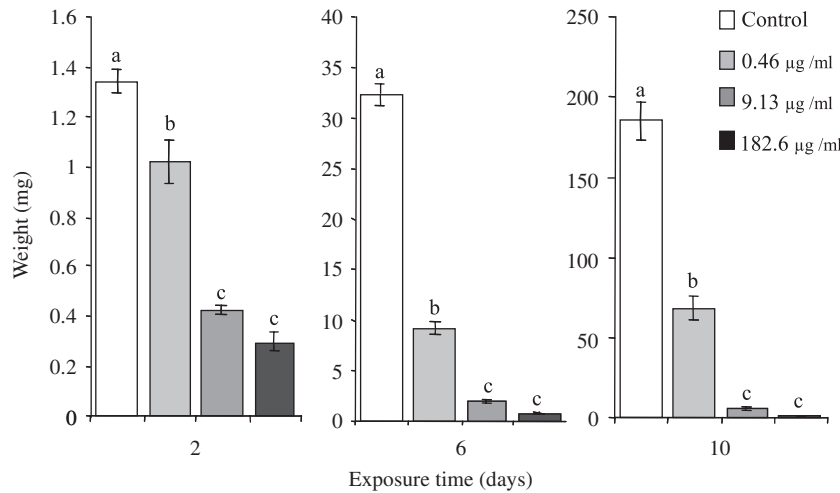 Weight (mg)
1.6
1.4
1.2
1
0.8
0.6
0.4
0.2
0
a
b
c
c
2
40
35
30
25
20
15
10
5
0
a
b
c
c
6
250
200
150
100
50
0
a
b
c
c
10
Control
0.46 µg /ml
9.13 µg /ml
182.6 µg /ml
Exposure time (days)